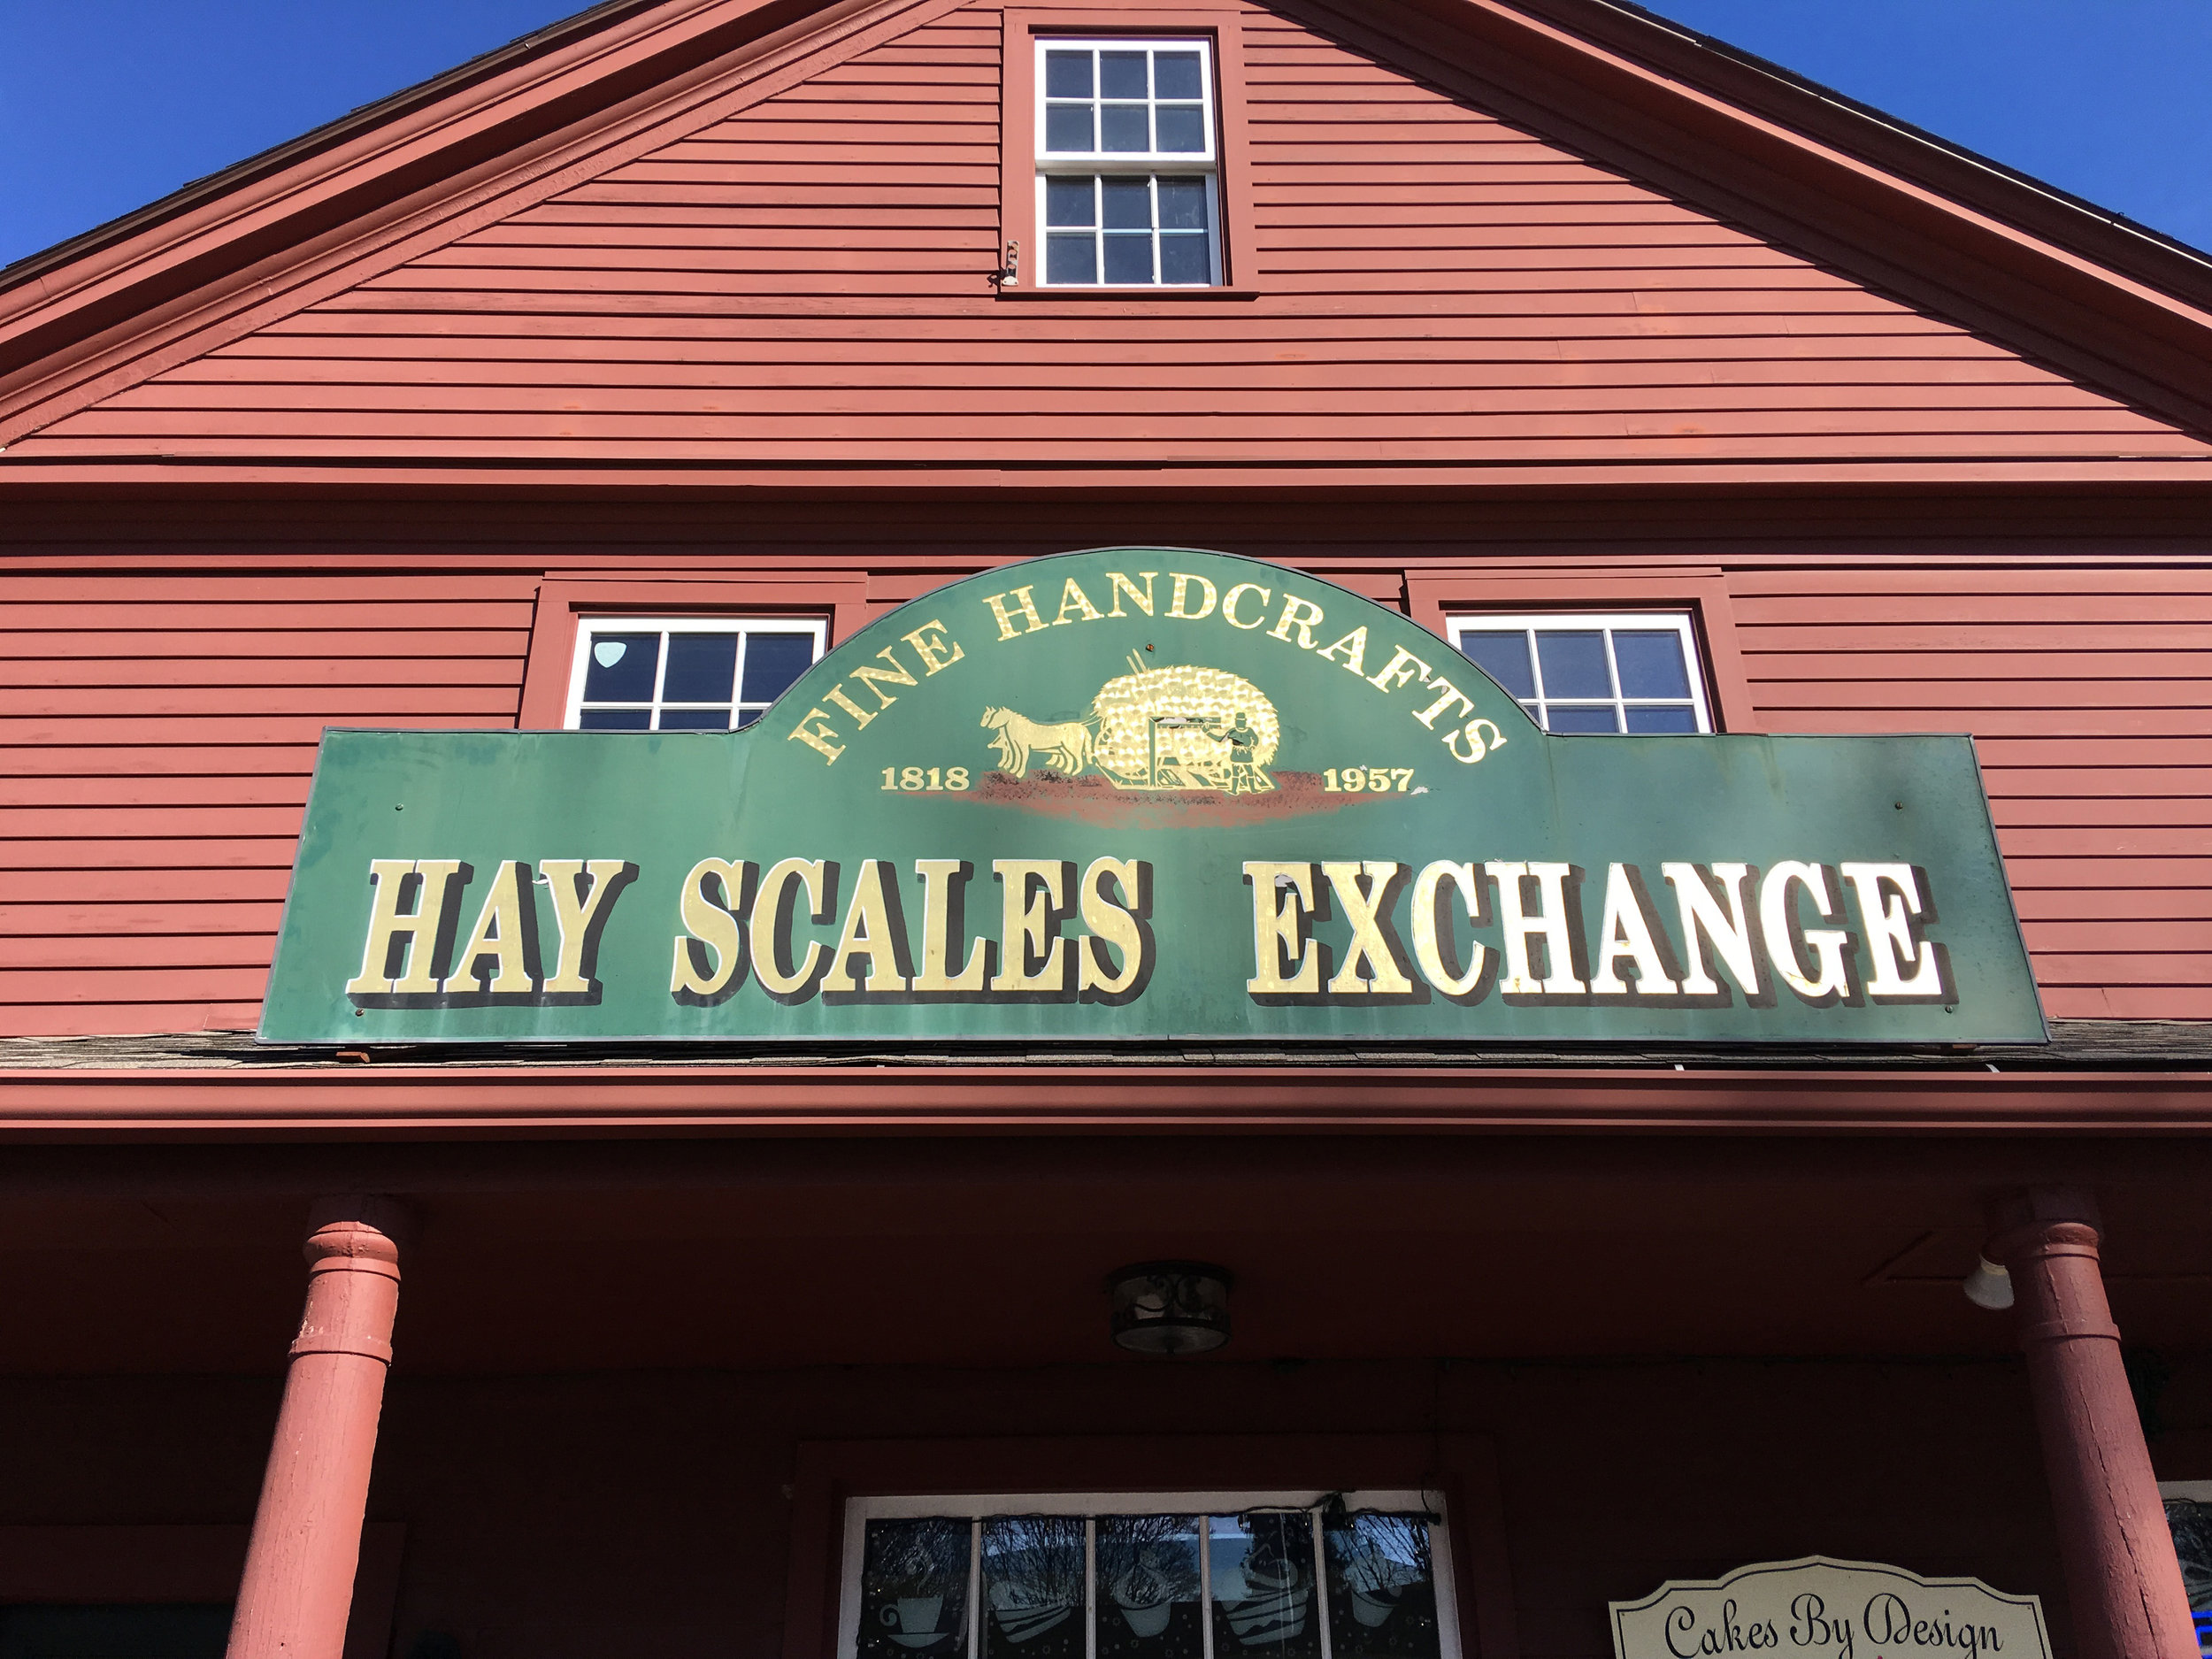 FINE HANDCRAFTS
1818 1957
HAY SCALES EXCHANGE
Cakes By Design